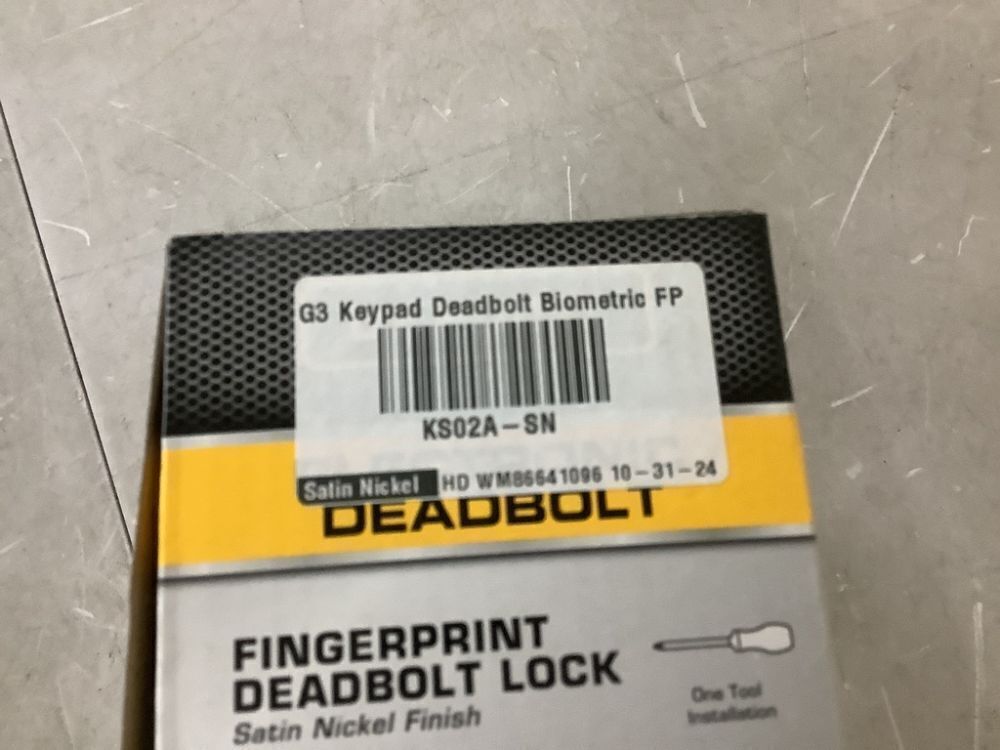 G3 Keypad Deadbolt Biometric FP
KS02A-SN
Satin Nickel HD WM86641096 10-31-24
DEADBOLT
FINGERPRINT
DEADBOLT LOCK
Satin Nickel Finish
One Tool
Installation